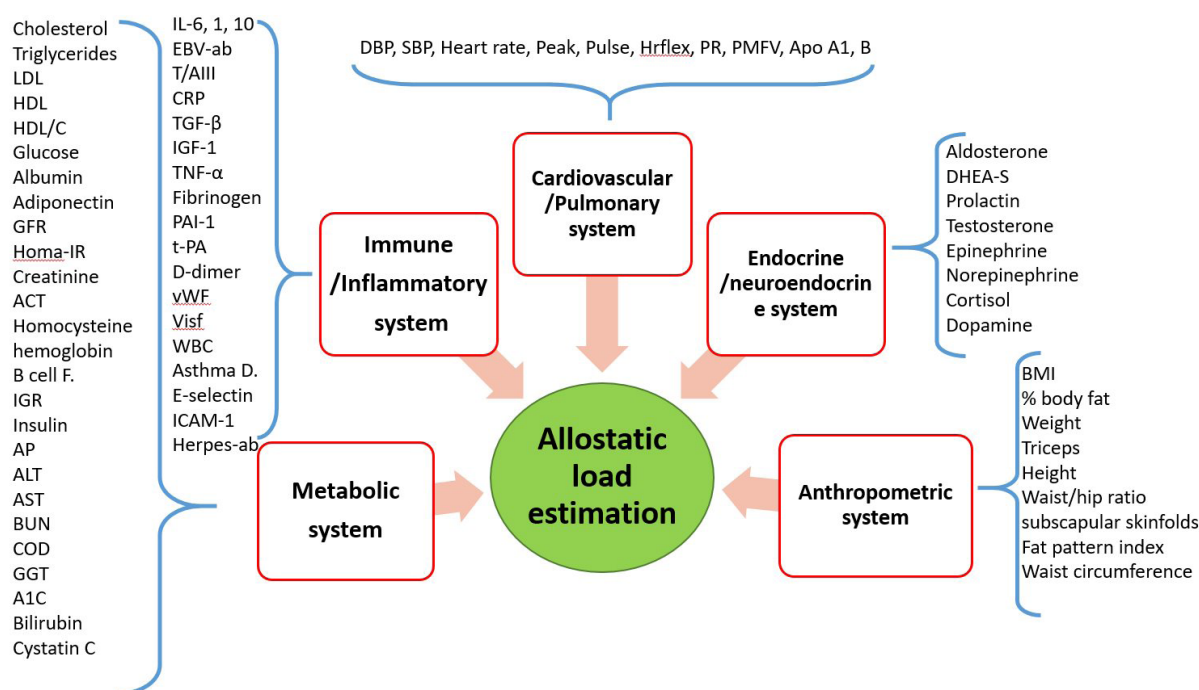 Cholesterol
Triglycerides
LDL
HDL
HDL/C
Glucose
Albumin
Adiponectin
GFR
Homa-IR
Creatinine
ACT
Homocysteine
hemoglobin
B cell F.
IGR
Insulin
AP
ALT
AST
BUN
COD
GGT
A1C
Bilirubin
Cystatin C
IL-6, 1, 10
EBV-ab
T/AIII
CRP
TGF-β
IGF-1
TNF-α
Fibrinogen
PAI-1
t-PA
D-dimer
vWF
Visf
WBC
Asthma D.
E-selectin
ICAM-1
Herpes-ab
DBP, SBP, Heart rate, Peak, Pulse, Hrflex, PR, PMFV, Apo A1, B
Immune
/Inflammatory
system
Cardiovascular
/Pulmonary
system
Endocrine
/neuroendocrin
e system
Aldosterone
DHEA-S
Prolactin
Testosterone
Epinephrine
Norepinephrine
Cortisol
Dopamine
Metabolic
system
Allostatic
load
estimation
Anthropometric
system
BMI
% body fat
Weight
Triceps
Height
Waist/hip ratio
subscapular skinfolds
Fat pattern index
Waist circumference